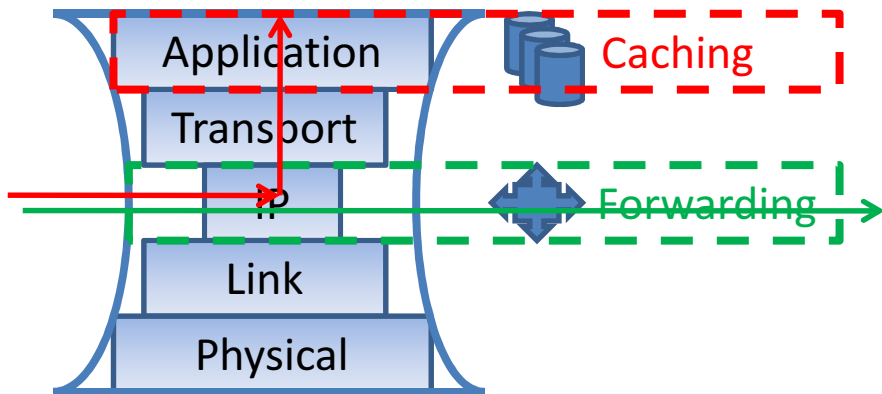 Application
Caching
Transport
IP
Forwarding
Link
Physical